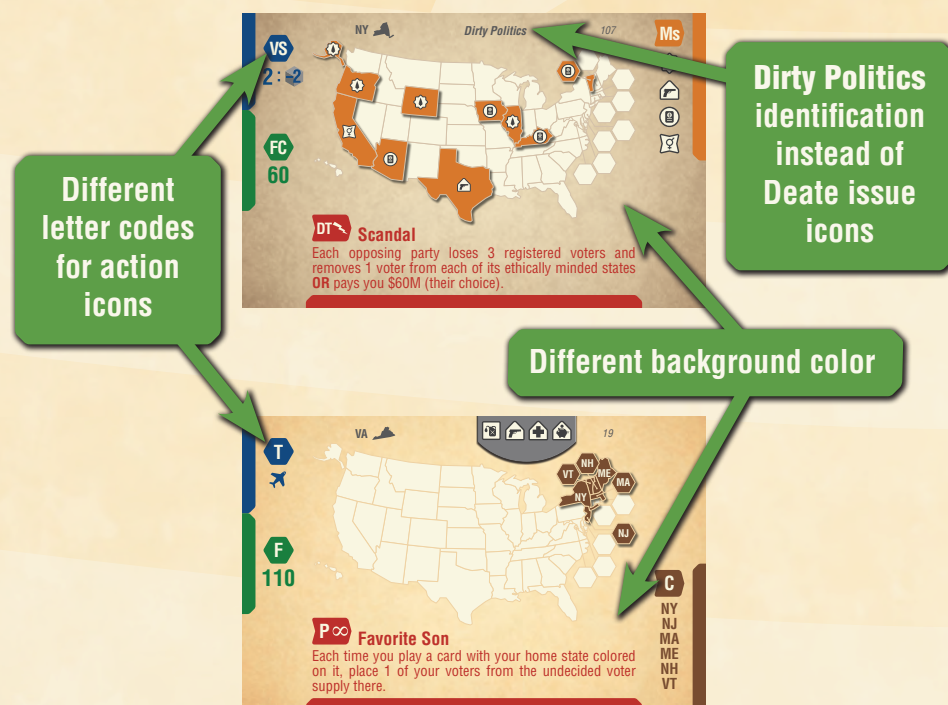 NY
Dirty Politics
107
Ms
VS
2 : -2
FC
60
DT Scandal
Each opposing party loses 3 registered voters and
removes 1 voter from each of its ethically minded states
OR pays you $60M (their choice).
Dirty Politics
identification
instead of
Deate issue
icons
Different
letter codes
for action
icons
Different background color
VA
19
T
F
110
VT
NH
ME
MA
NY
NJ
C
NY
NJ
MA
ME
NH
VT
P∞ Favorite Son
Each time you play a card with your home state colored
on it, place 1 of your voters from the undecided voter
supply there.